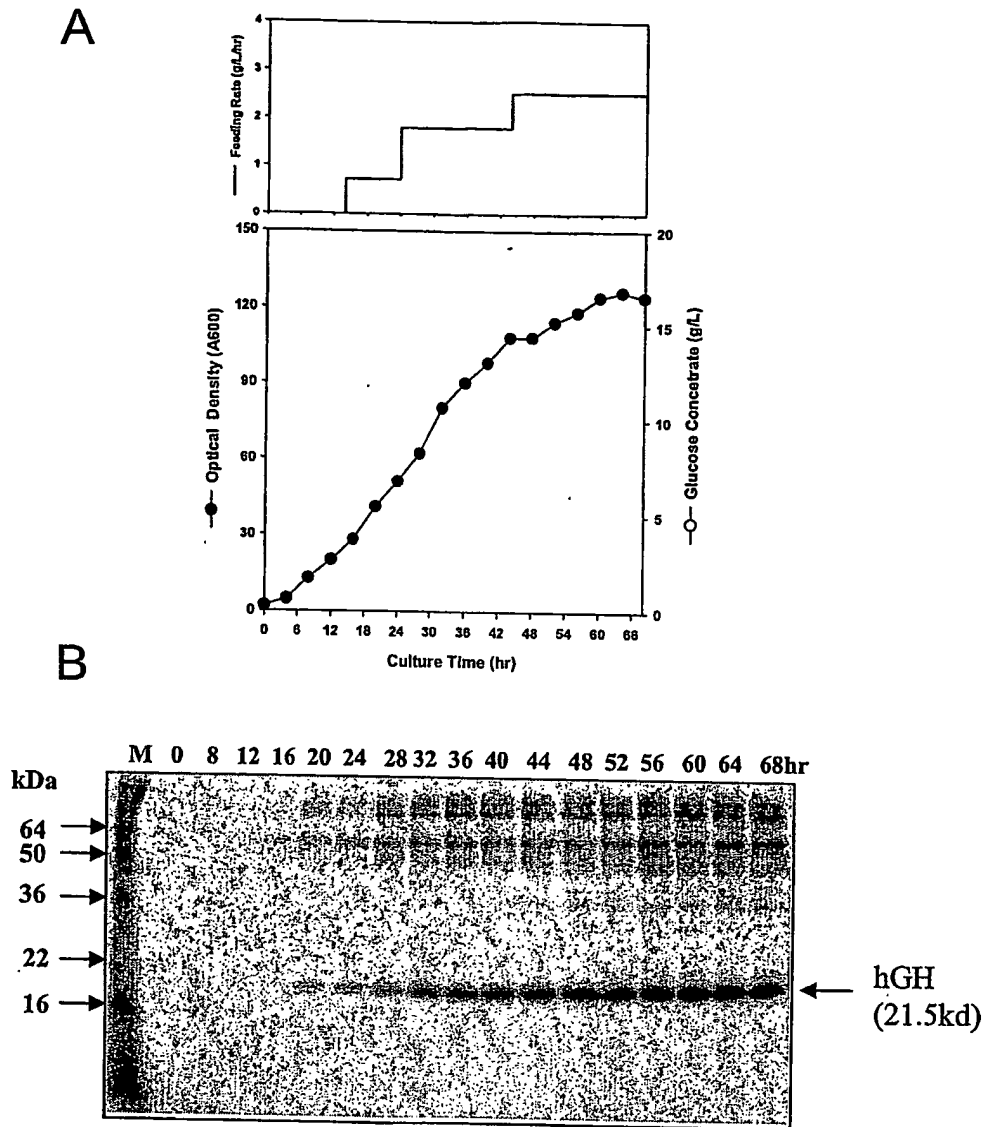 A
Feeding Rate (g/L/hr)
4
3
2
1
0
150
120
90
60
30
0
Optical Density (A600)
20
15
10
5
0
Glucose Concetrate (g/L)
0 6 12 18 24 30 36 42 48 54 60 68
Culture Time (hr)
B
M 0 8 12 16 20 24 28 32 36 40 44 48 52 56 60 64 68hr
kDa
64
50
36
22
16
hGH
(21.5kd)